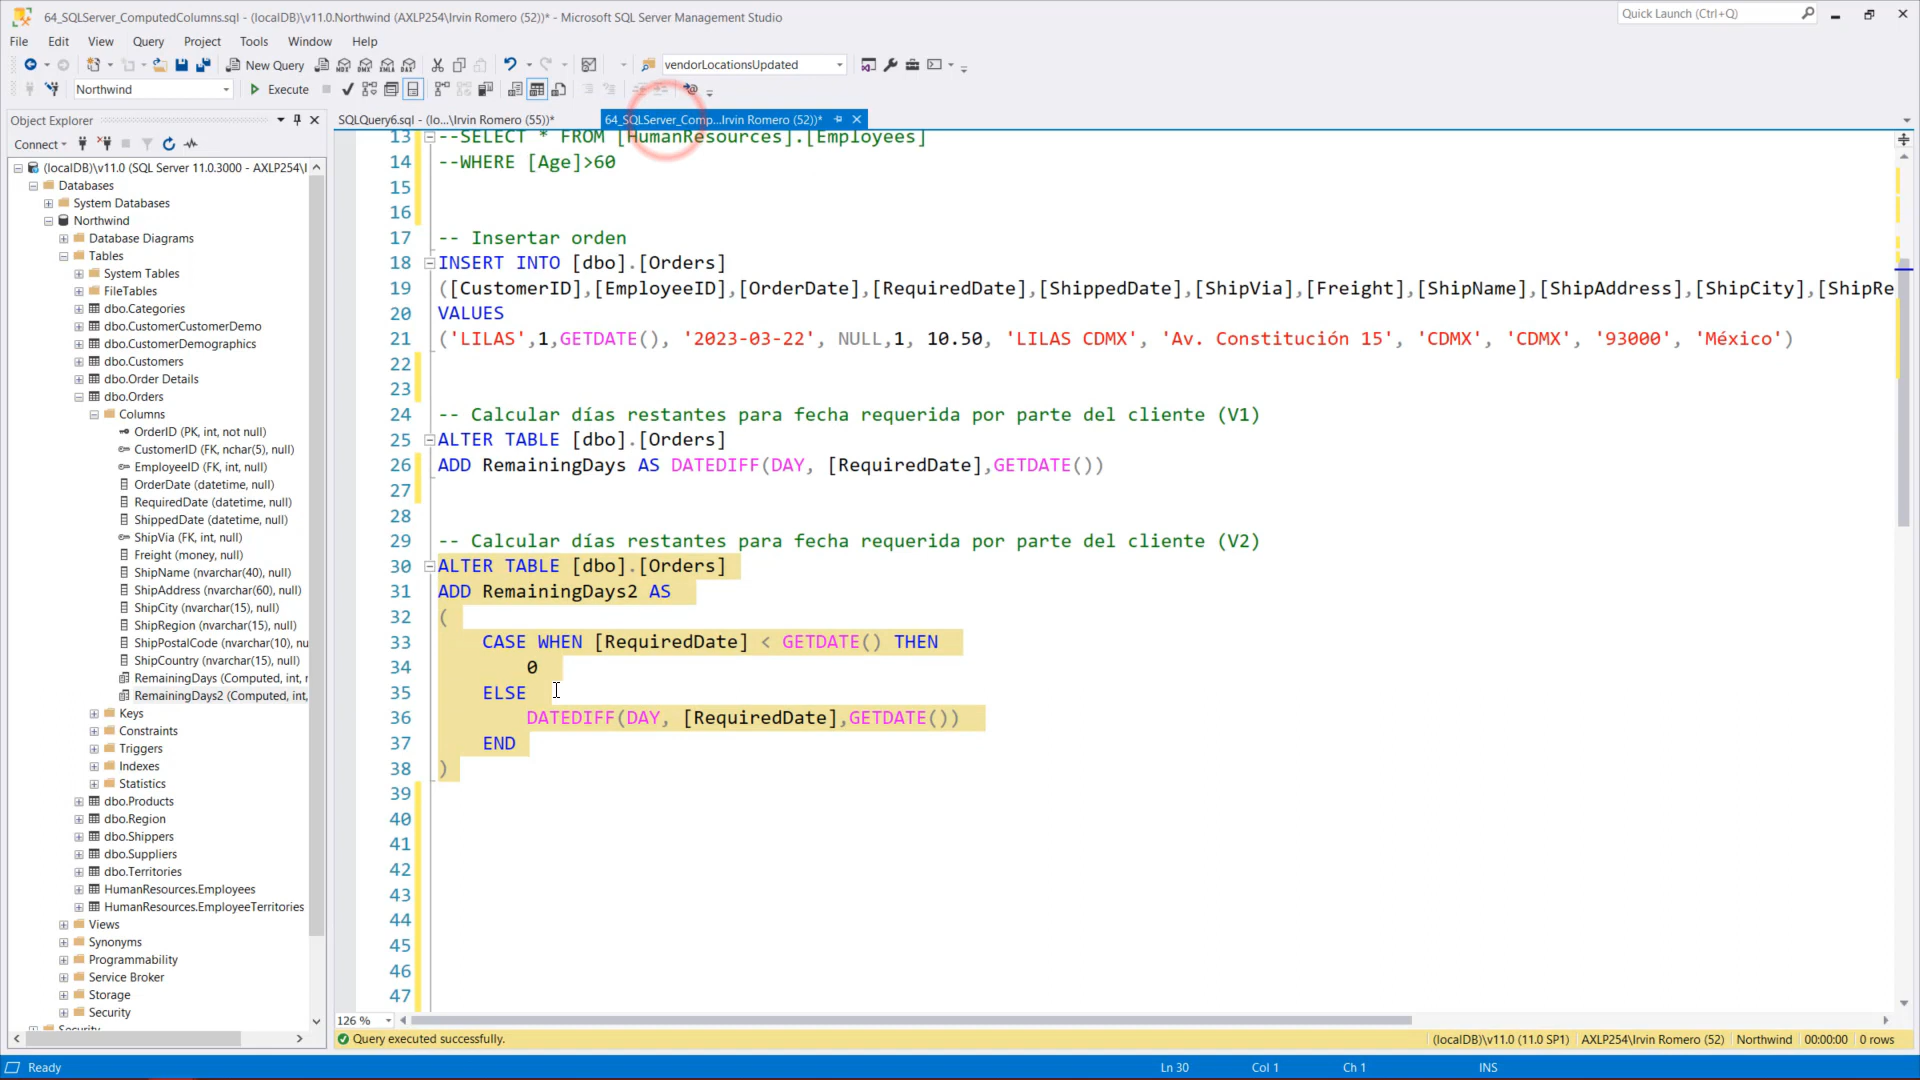 64_SQLServer_ComputedColumns.sql - (localDB)\v11.0.Northwind (AXLP254\Irvin Romero (52))* - Microsoft SQL Server Management Studio
Quick Launch (Ctrl+Q)
File Edit View Query Project Tools Window Help
New Query
vendorLocationsUpdated
Northwind
Execute
Object Explorer
SQLQuery6.sql - (lo...\Irvin Romero (55))*
64_SQLServer_Comp...Irvin Romero (52))*
Connect
(localDB)\v11.0 (SQL Server 11.0.3000 - AXLP254\I
Databases
System Databases
Northwind
Database Diagrams
Tables
System Tables
FileTables
dbo.Categories
dbo.CustomerCustomerDemo
dbo.CustomerDemographics
dbo.Customers
dbo.Order Details
dbo.Orders
Columns
OrderID (PK, int, not null)
CustomerID (FK, nchar(5), null)
EmployeeID (FK, int, null)
OrderDate (datetime, null)
RequiredDate (datetime, null)
ShippedDate (datetime, null)
ShipVia (FK, int, null)
Freight (money, null)
ShipName (nvarchar(40), null)
ShipAddress (nvarchar(60), null)
ShipCity (nvarchar(15), null)
ShipRegion (nvarchar(15), null)
ShipPostalCode (nvarchar(10), nu
ShipCountry (nvarchar(15), null)
RemainingDays (Computed, int, r
RemainingDays2 (Computed, int,
Keys
Constraints
Triggers
Indexes
Statistics
dbo.Products
dbo.Region
dbo.Shippers
dbo.Suppliers
dbo.Territories
HumanResources.Employees
HumanResources.EmployeeTerritories
Views
Synonyms
Programmability
Service Broker
Storage
Security
Security
13 --SELECT * FROM [HumanResources].[Employees]
14 --WHERE [Age]>60
15
16
17 -- Insertar orden
18 INSERT INTO [dbo].[Orders]
19 ([CustomerID],[EmployeeID],[OrderDate],[RequiredDate],[ShippedDate],[ShipVia],[Freight],[ShipName],[ShipAddress],[ShipCity],[ShipRe
20 VALUES
21 ('LILAS',1,GETDATE(), '2023-03-22', NULL,1, 10.50, 'LILAS CDMX', 'Av. Constitución 15', 'CDMX', 'CDMX', '93000', 'México')
22
23
24 -- Calcular días restantes para fecha requerida por parte del cliente (V1)
25 ALTER TABLE [dbo].[Orders]
26 ADD RemainingDays AS DATEDIFF(DAY, [RequiredDate],GETDATE())
27
28
29 -- Calcular días restantes para fecha requerida por parte del cliente (V2)
30 ALTER TABLE [dbo].[Orders]
31 ADD RemainingDays2 AS
32 (
33 CASE WHEN [RequiredDate] < GETDATE() THEN
34 0
35 ELSE
36 DATEDIFF(DAY, [RequiredDate],GETDATE())
37 END
38 )
39
40
41
42
43
44
45
46
47
126 %
Query executed successfully.
(localDB)\v11.0 (11.0 SP1) AXLP254\Irvin Romero (52) Northwind 00:00:00 0 rows
Ready
Ln 30 Col 1 Ch 1 INS